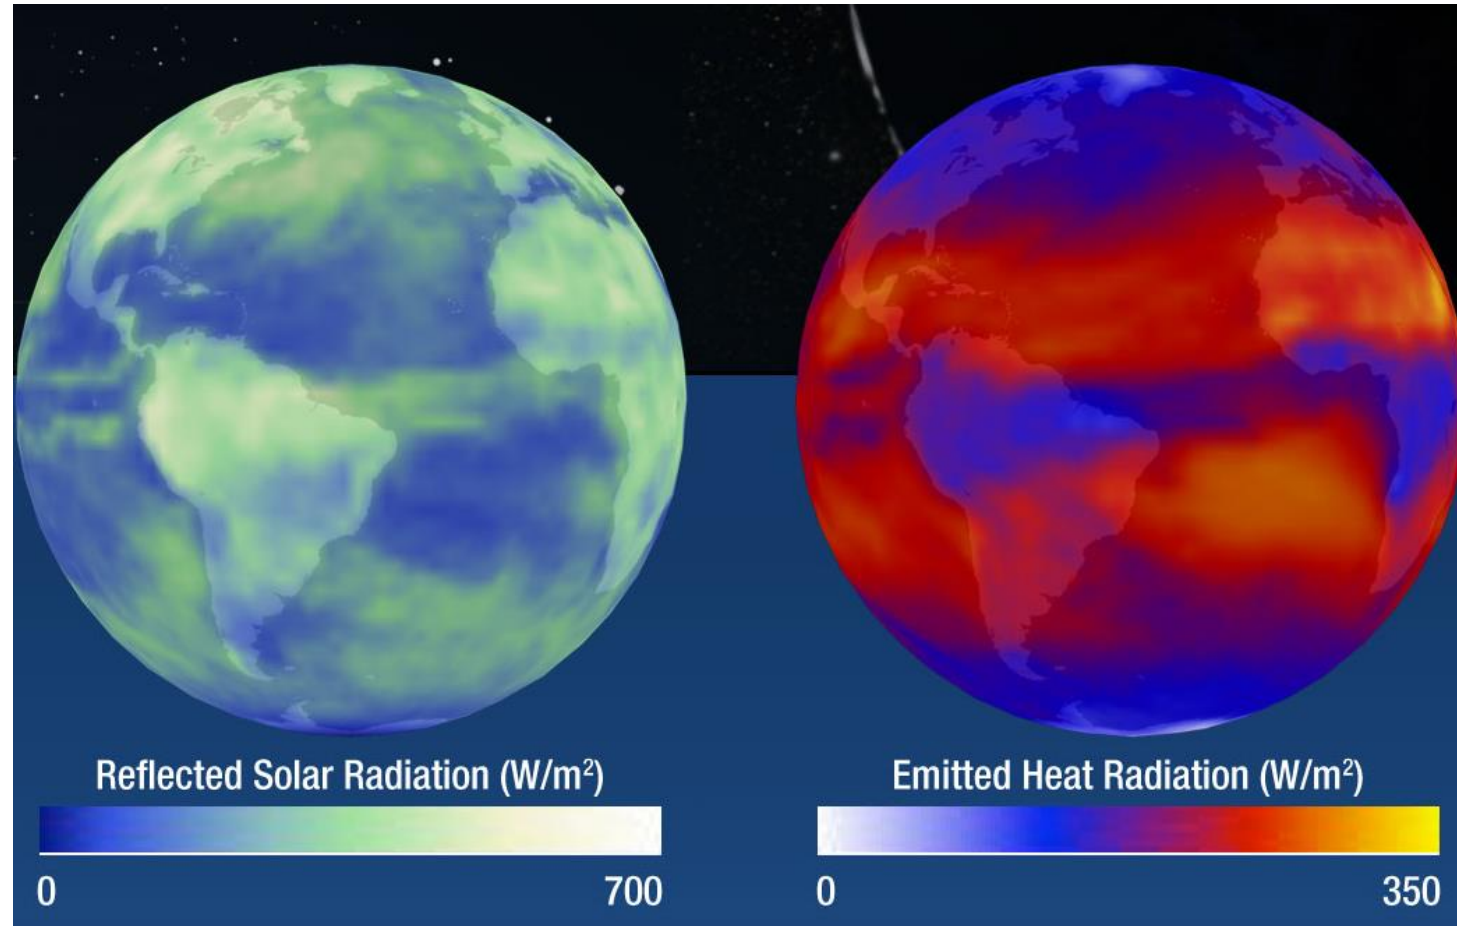 Reflected Solar Radiation (W/m²)
0 700
Emitted Heat Radiation (W/m²)
0 350